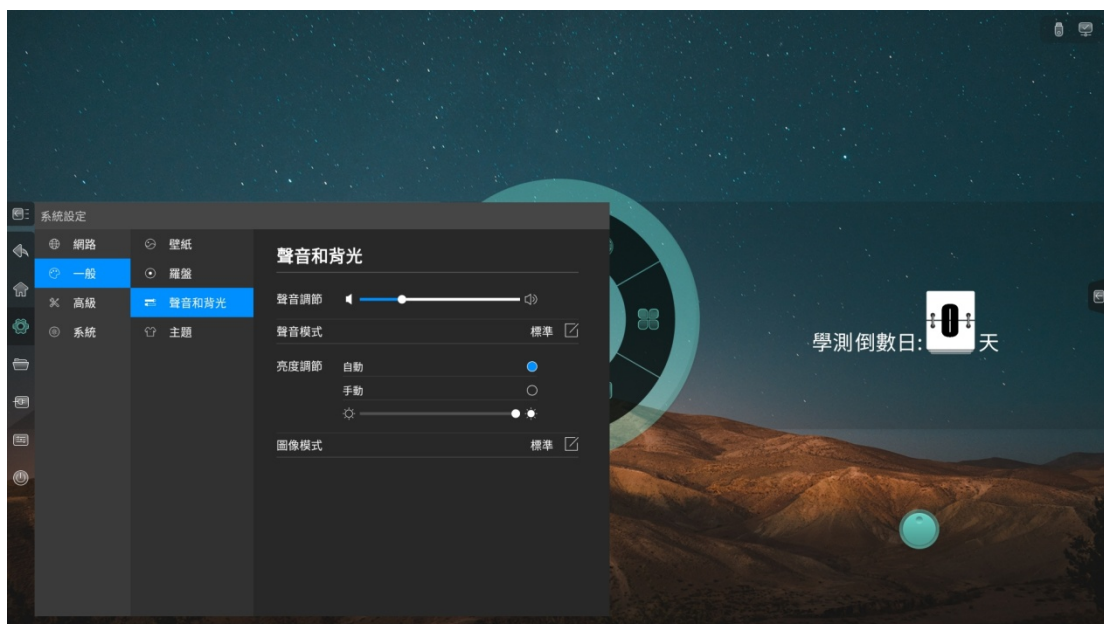 系統設定
網路
一般
高級
系統
壁紙
羅盤
聲音和背光
主題
聲音和背光
聲音調節
聲音模式 標準
亮度調節 自動
手動
圖像模式 標準
學測倒數日:0天